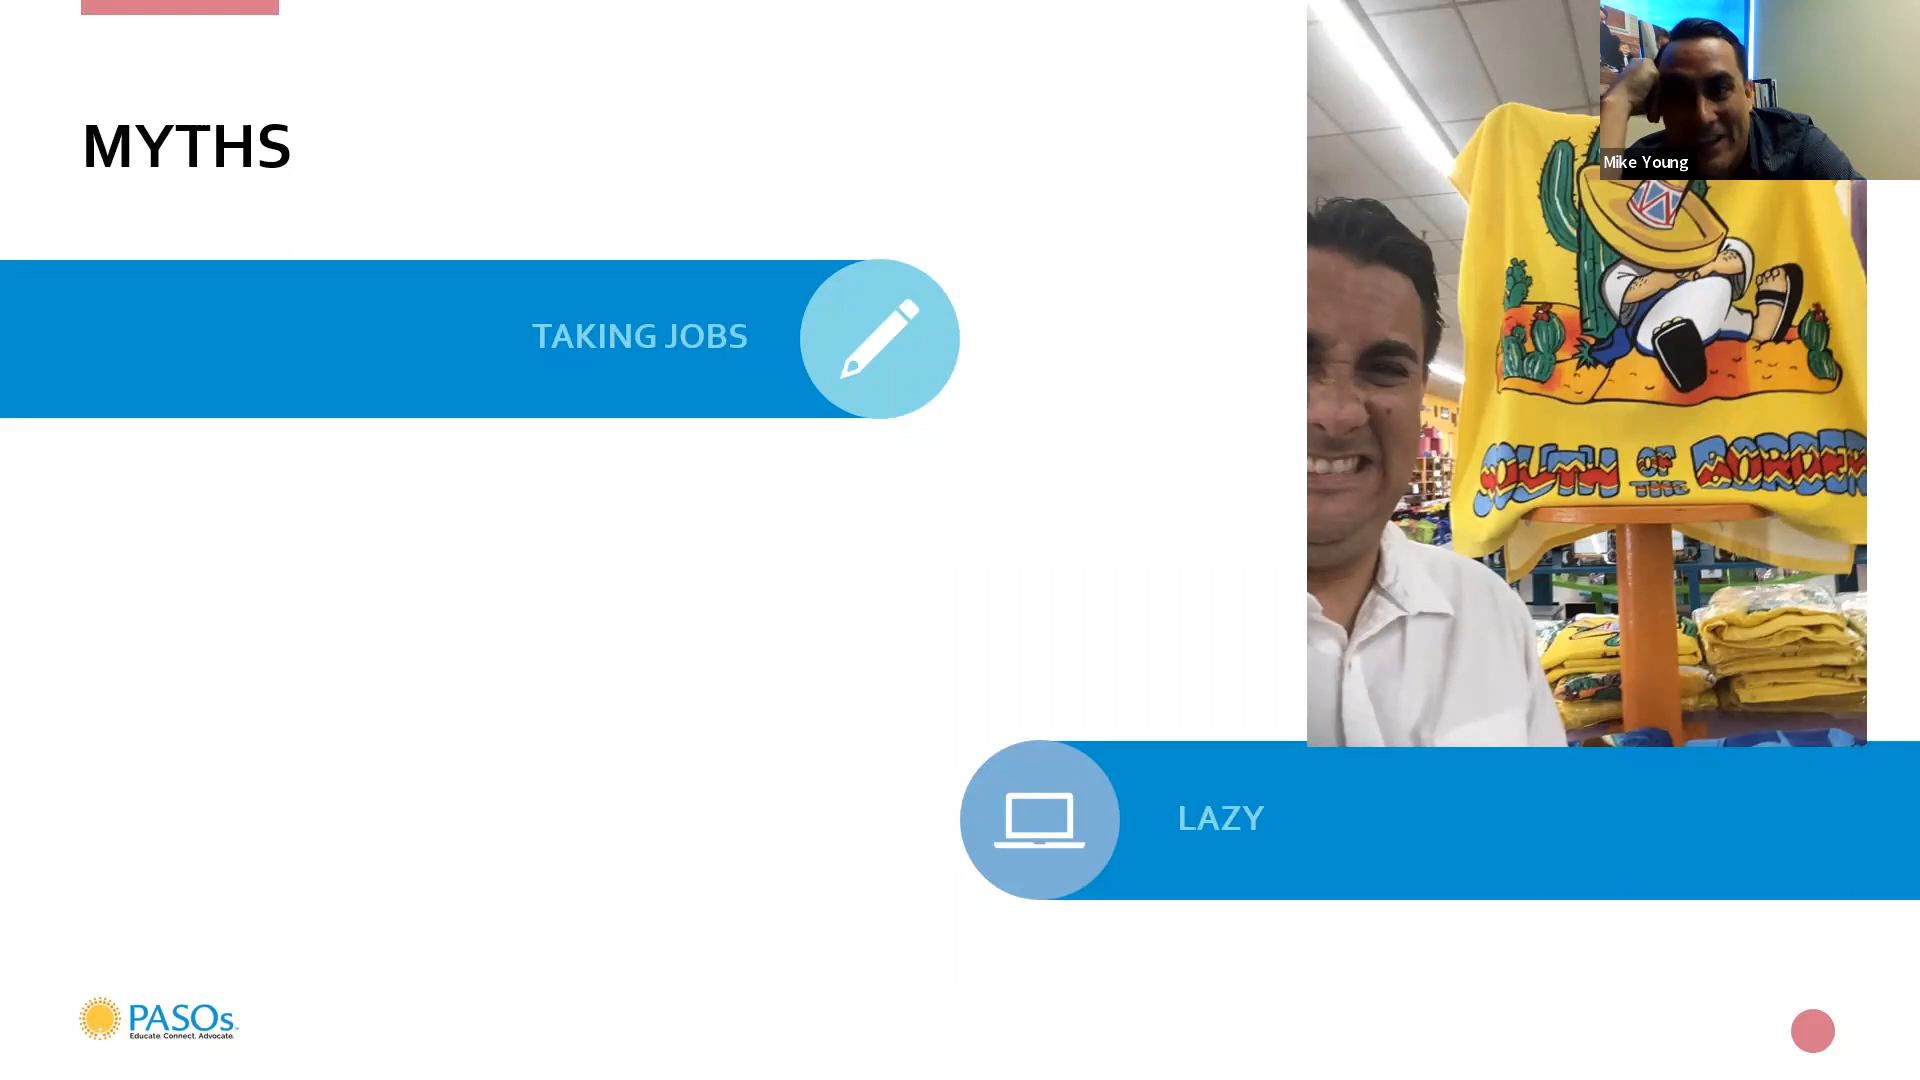 MYTHS
Mike Young
TAKING JOBS
SOUTH OF THE BORDER
LAZY
PASOs
Educate. Connect. Advocate.